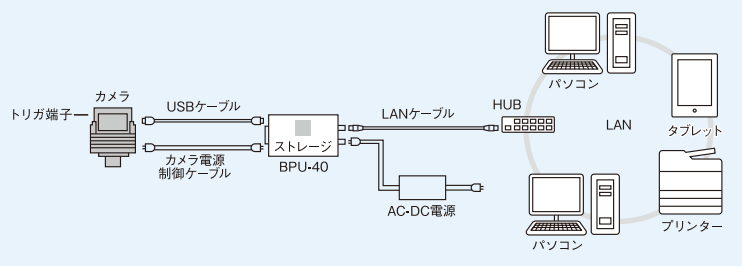 トリガ端子
カメラ
USBケーブル
カメラ電源
制御ケーブル
ストレージ
BPU-40
LANケーブル
AC-DC電源
HUB
LAN
パソコン
タブレット
プリンター
パソコン